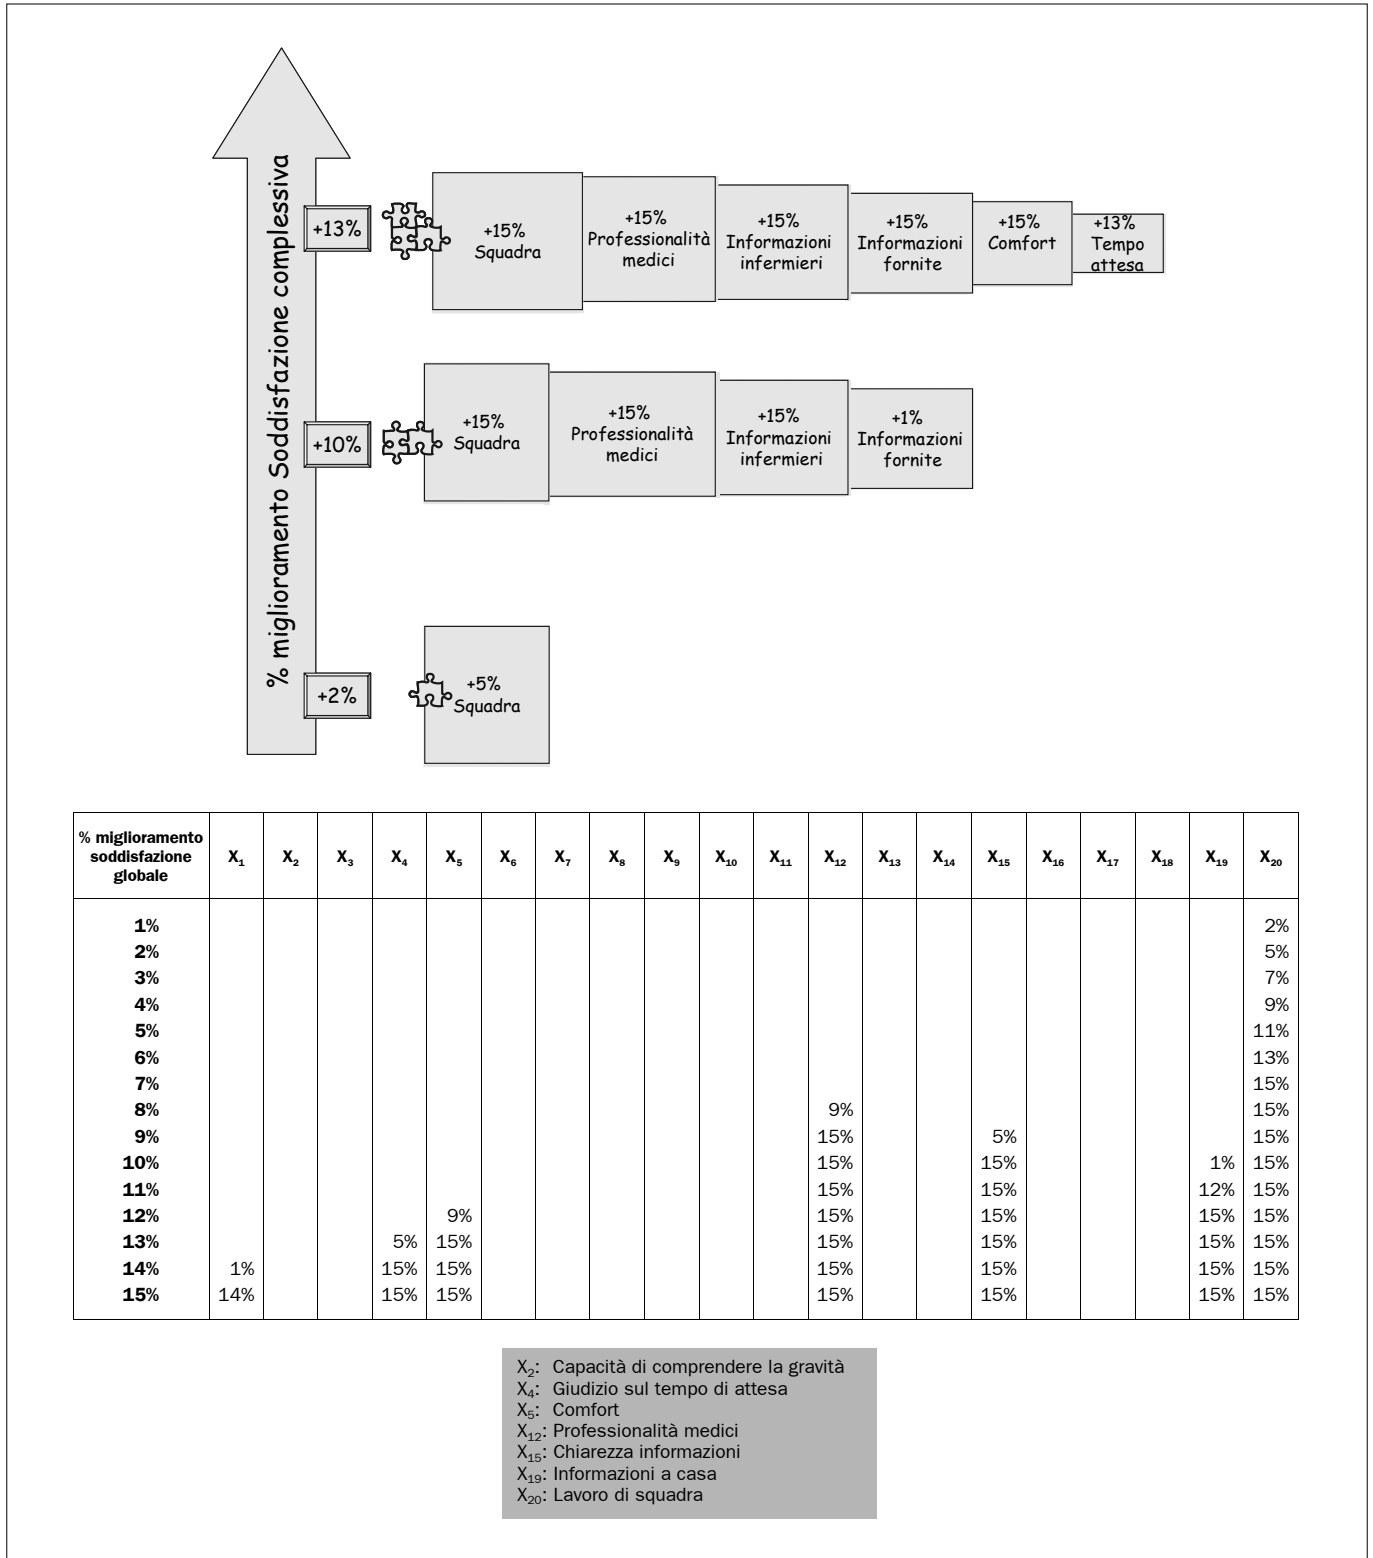 % miglioramento Soddisfazione complessiva
+13%
+15%
Squadra
+15%
Professionalità
medici
+15%
Informazioni
infermieri
+15%
Informazioni
fornite
+15%
Comfort
+13%
Tempo
attesa
+10%
+15%
Squadra
+15%
Professionalità
medici
+15%
Informazioni
infermieri
+1%
Informazioni
fornite
+2%
+5%
Squadra
% miglioramento
soddisfazione
globale
X₁ X₂ X₃ X₄ X₅ X₆ X₇ X₈ X₉ X₁₀ X₁₁ X₁₂ X₁₃ X₁₄ X₁₅ X₁₆ X₁₇ X₁₈ X₁₉ X₂₀
1% 2%
2% 5%
3% 7%
4% 9%
5% 11%
6% 13%
7% 15%
8% 9% 15%
9% 15% 5% 15%
10% 15% 15% 1% 15%
11% 15% 15% 12% 15%
12% 9% 15% 15% 15% 15%
13% 5% 15% 15% 15% 15% 15%
14% 1% 15% 15% 15% 15% 15% 15%
15% 14% 15% 15% 15% 15% 15% 15%
X₂: Capacità di comprendere la gravità
X₄: Giudizio sul tempo di attesa
X₅: Comfort
X₁₂: Professionalità medici
X₁₅: Chiarezza informazioni
X₁₉: Informazioni a casa
X₂₀: Lavoro di squadra